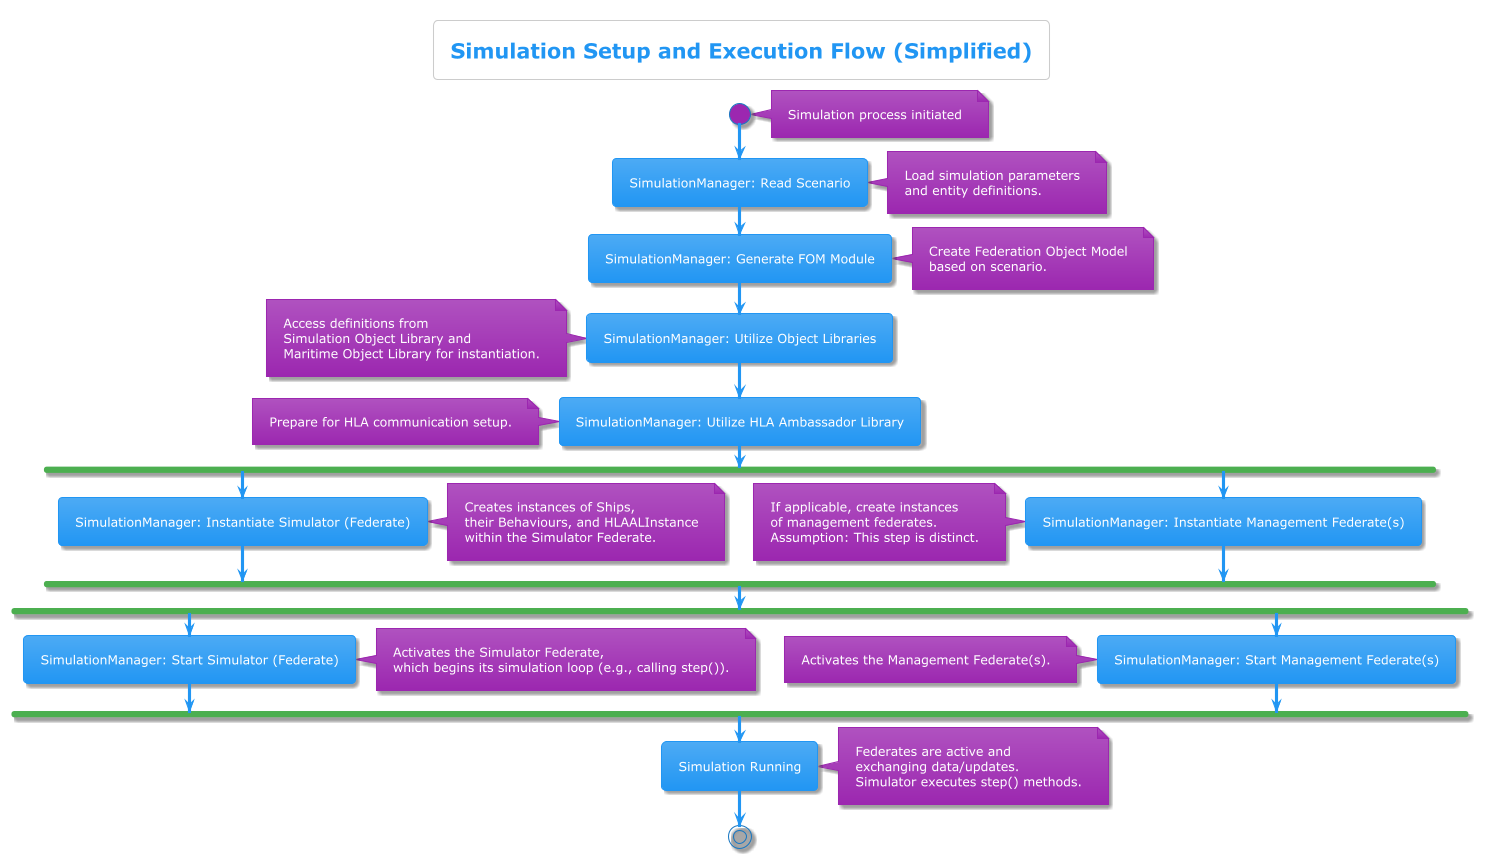 Simulation Setup and Execution Flow (Simplified)
Simulation process initiated
SimulationManager: Read Scenario
Load simulation parameters
and entity definitions.
SimulationManager: Generate FOM Module
Create Federation Object Model
based on scenario.
Access definitions from
Simulation Object Library and
Maritime Object Library for instantiation.
SimulationManager: Utilize Object Libraries
Prepare for HLA communication setup.
SimulationManager: Utilize HLA Ambassador Library
SimulationManager: Instantiate Simulator (Federate)
Creates instances of Ships,
their Behaviours, and HLAALInstance
within the Simulator Federate.
If applicable, create instances
of management federates.
Assumption: This step is distinct.
SimulationManager: Instantiate Management Federate(s)
SimulationManager: Start Simulator (Federate)
Activates the Simulator Federate,
which begins its simulation loop (e.g., calling step()).
Activates the Management Federate(s).
SimulationManager: Start Management Federate(s)
Simulation Running
Federates are active and
exchanging data/updates.
Simulator executes step() methods.